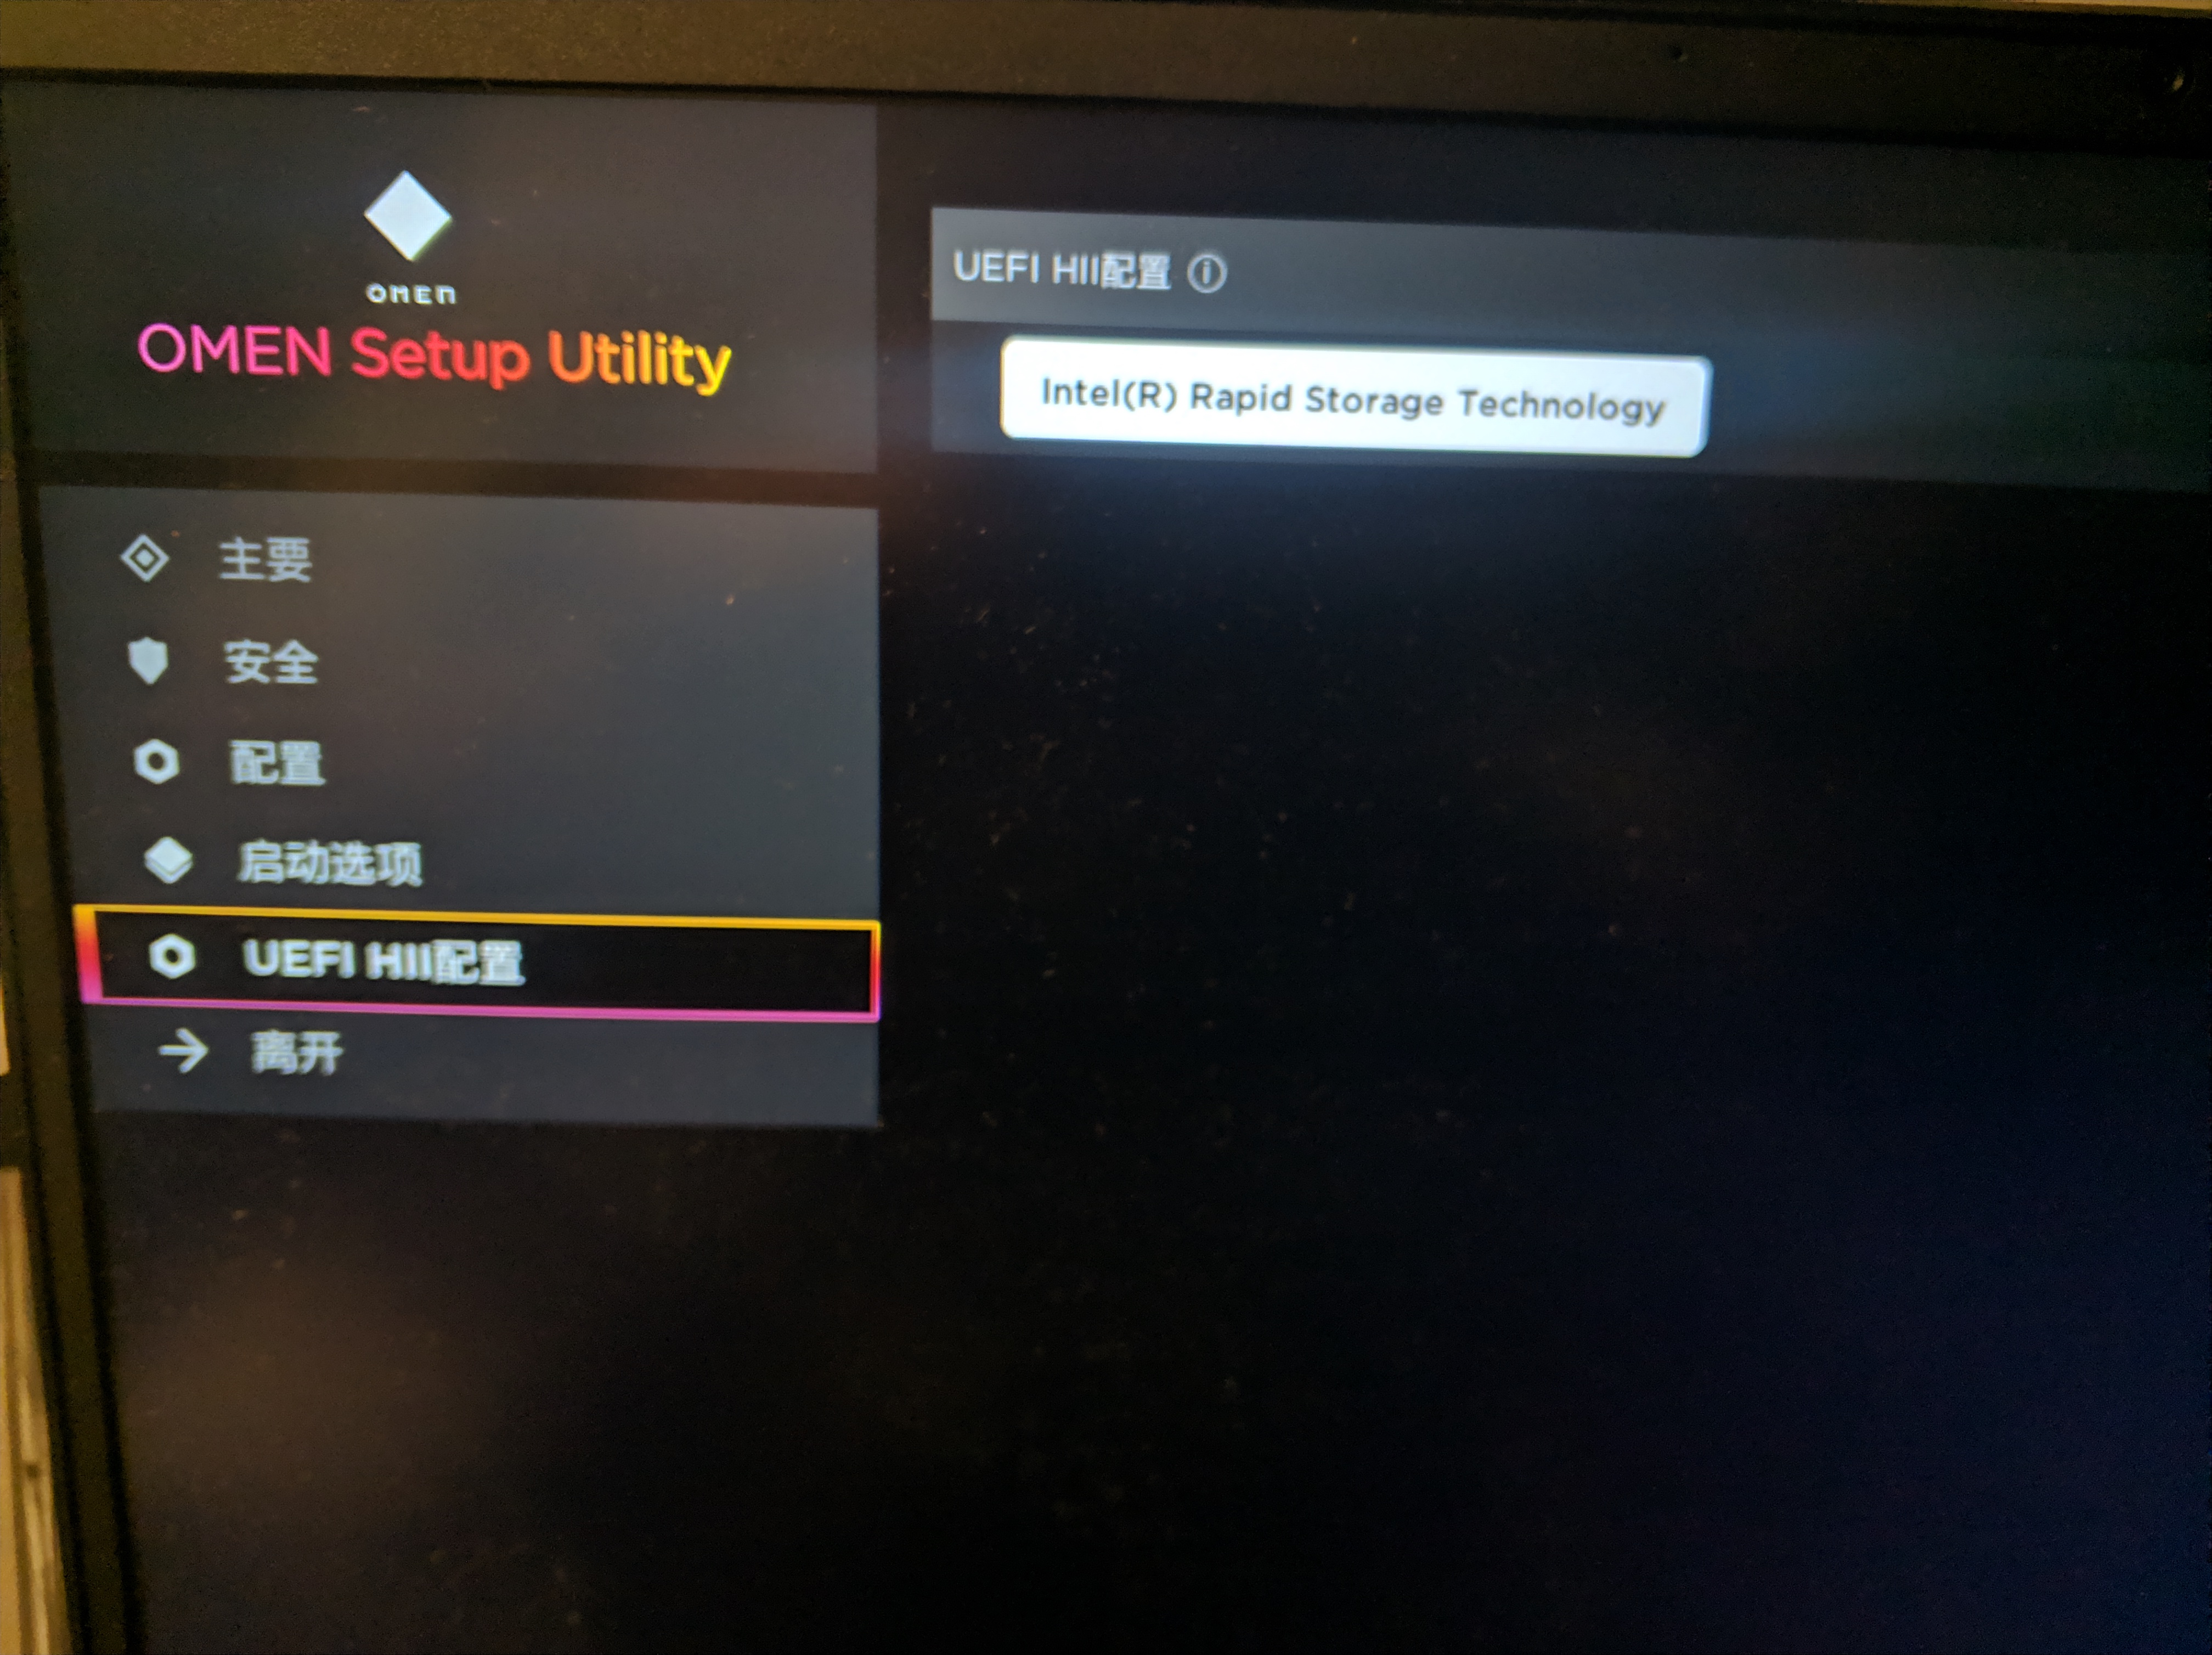 OMEN
OMEN Setup Utility
主要
安全
配置
启动选项
UEFI HII配置
离开
UEFI HII配置
Intel(R) Rapid Storage Technology